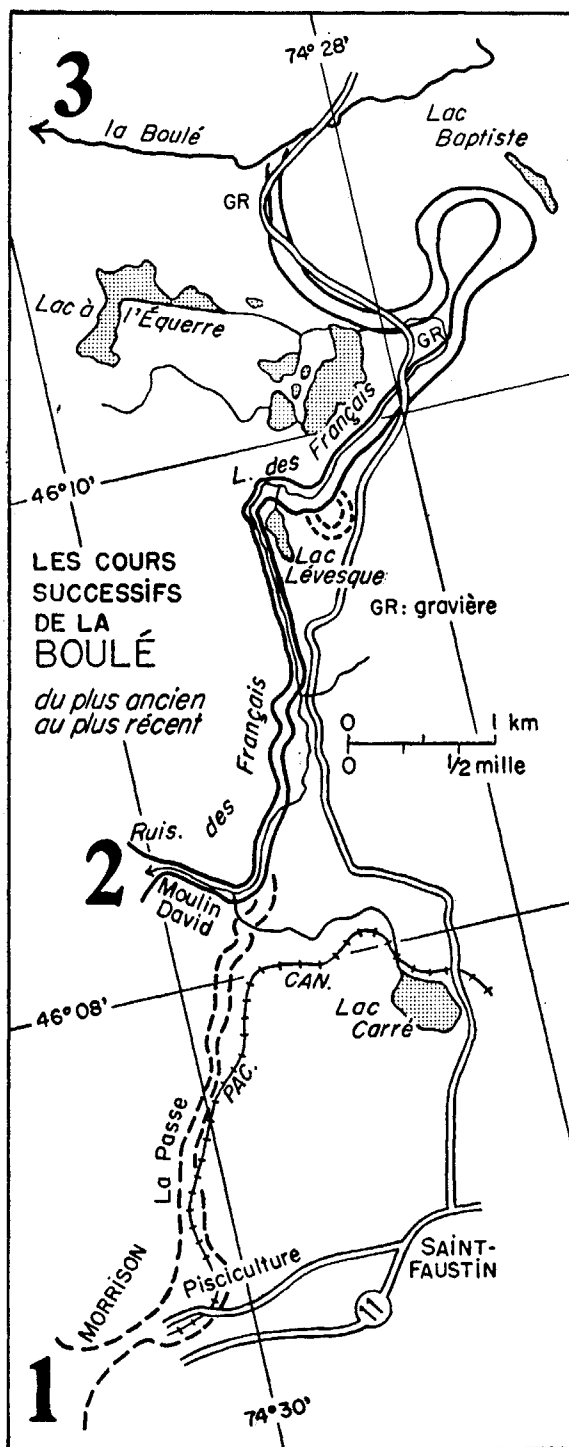 74° 28'
3
la Boulé
Lac
Baptiste
GR
Lac à
l'Équerre
GR
L. des Français
46° 10'
Lac
Lévesque
LES COURS
SUCCESSIFS
DE LA
BOULÉ
du plus ancien
au plus récent
GR: gravière
0 1 km
0 1/2 mille
Ruis. des Français
2
Moulin
David
CAN.
PAC.
Lac
Carré
46° 08'
La Passe
MORRISON
Pisciculture
SAINT-
FAUSTIN
11
1
74° 30'